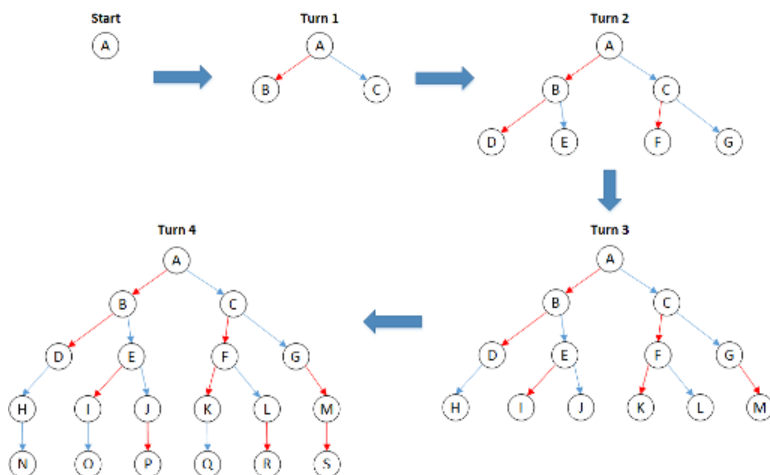 Start
A
Turn 1
A
B C
Turn 2
A
B C
D E F G
Turn 3
A
B C
D E F G
H I J K L M
Turn 4
A
B C
D E F G
H I J K L M
N O P Q R S